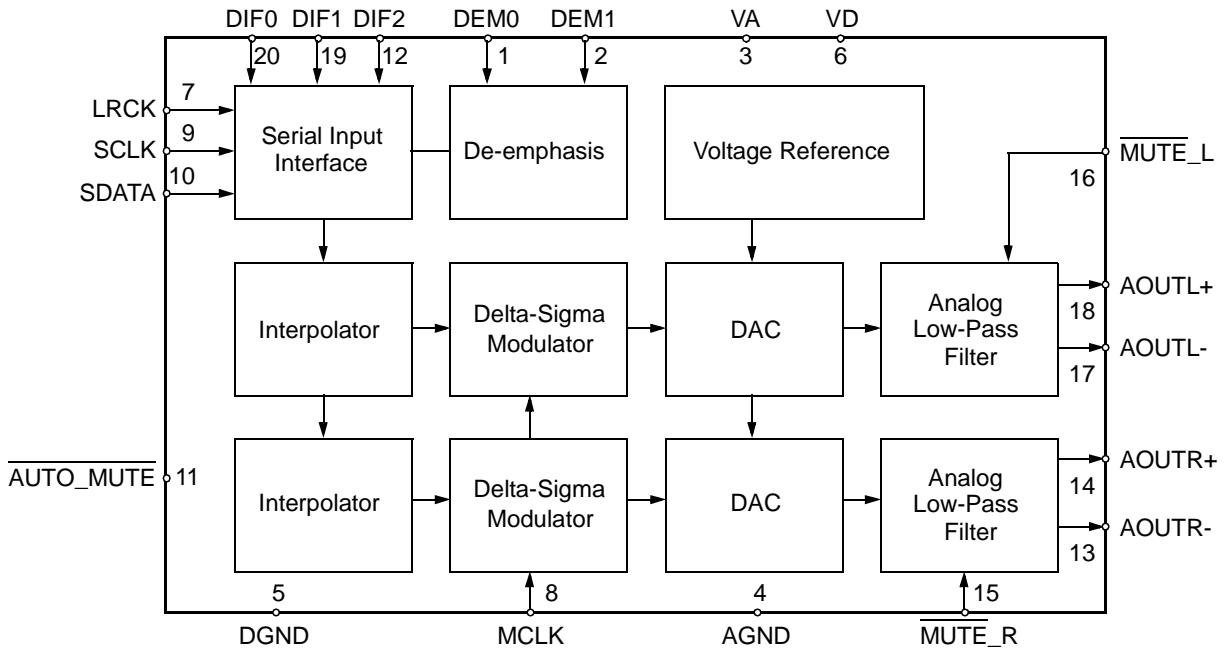 DIF0 DIF1 DIF2 DEM0 DEM1 VA VD
20 19 12 1 2 3 6
LRCK 7
SCLK 9
SDATA 10
Serial Input
Interface
De-emphasis
Voltage Reference
MUTE_L
16
Interpolator
Delta-Sigma
Modulator
DAC
Analog
Low-Pass
Filter
AOUTL+
18
AOUTL-
17
AUTO_MUTE 11
Interpolator
Delta-Sigma
Modulator
DAC
Analog
Low-Pass
Filter
AOUTR+
14
AOUTR-
13
5 8 4 15
DGND MCLK AGND MUTE_R